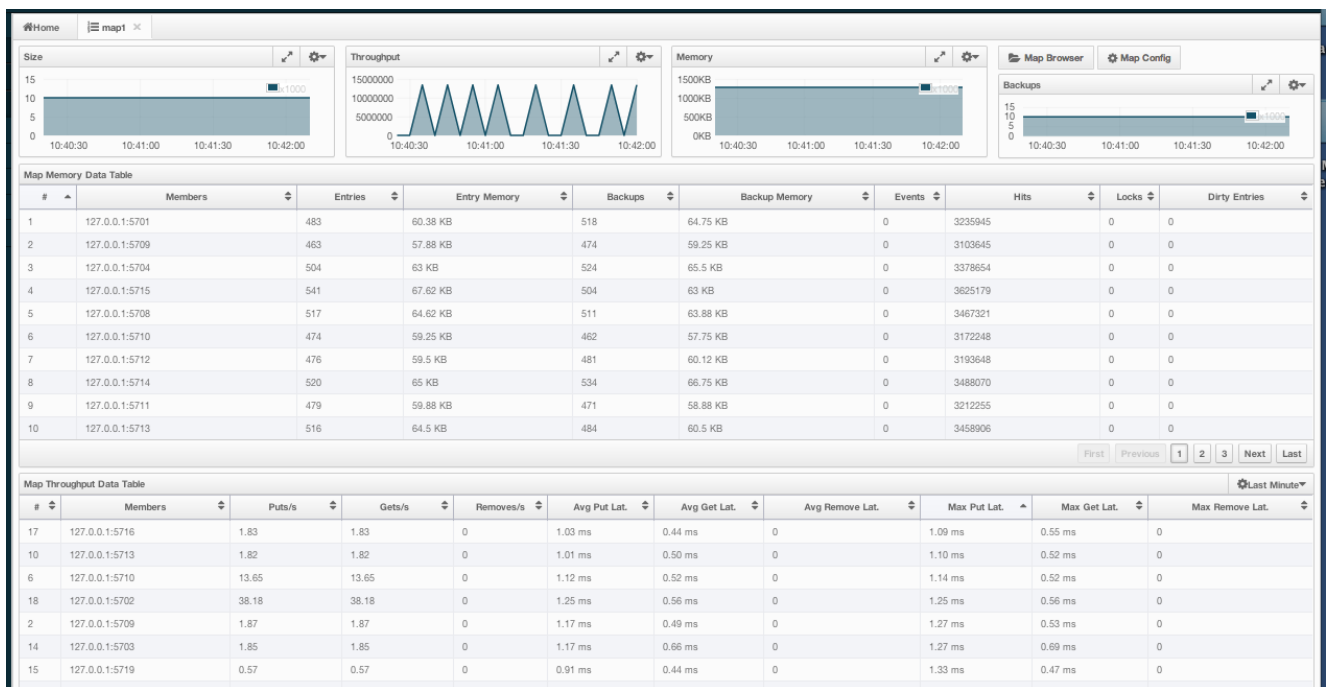 Home map1
Size
Throughput
Memory
Map Browser Map Config
Backups
15
10
5
0
x1000
10:40:30 10:41:00 10:41:30 10:42:00
15000000
10000000
5000000
0
10:40:30 10:41:00 10:41:30 10:42:00
1500KB
1000KB
500KB
0KB
x1000
10:40:30 10:41:00 10:41:30 10:42:00
15
10
5
0
x1000
10:40:30 10:41:00 10:41:30 10:42:00
Map Memory Data Table
# Members Entries Entry Memory Backups Backup Memory Events Hits Locks Dirty Entries
1 127.0.0.1:5701 483 60.38 KB 518 64.75 KB 0 3235945 0 0
2 127.0.0.1:5709 463 57.88 KB 474 59.25 KB 0 3103645 0 0
3 127.0.0.1:5704 504 63 KB 524 65.5 KB 0 3378654 0 0
4 127.0.0.1:5715 541 67.62 KB 504 63 KB 0 3625179 0 0
5 127.0.0.1:5708 517 64.62 KB 511 63.88 KB 0 3467321 0 0
6 127.0.0.1:5710 474 59.25 KB 462 57.75 KB 0 3172248 0 0
7 127.0.0.1:5712 476 59.5 KB 481 60.12 KB 0 3193648 0 0
8 127.0.0.1:5714 520 65 KB 534 66.75 KB 0 3488070 0 0
9 127.0.0.1:5711 479 59.88 KB 471 58.88 KB 0 3212255 0 0
10 127.0.0.1:5713 516 64.5 KB 484 60.5 KB 0 3458906 0 0
First Previous 1 2 3 Next Last
Map Throughput Data Table Last Minute
# Members Puts/s Gets/s Removes/s Avg Put Lat. Avg Get Lat. Avg Remove Lat. Max Put Lat. Max Get Lat. Max Remove Lat.
17 127.0.0.1:5716 1.83 1.83 0 1.03 ms 0.44 ms 0 1.09 ms 0.55 ms 0
10 127.0.0.1:5713 1.82 1.82 0 1.01 ms 0.50 ms 0 1.10 ms 0.52 ms 0
6 127.0.0.1:5710 13.65 13.65 0 1.12 ms 0.52 ms 0 1.14 ms 0.52 ms 0
18 127.0.0.1:5702 38.18 38.18 0 1.25 ms 0.56 ms 0 1.25 ms 0.56 ms 0
2 127.0.0.1:5709 1.87 1.87 0 1.17 ms 0.49 ms 0 1.27 ms 0.53 ms 0
14 127.0.0.1:5703 1.85 1.85 0 1.17 ms 0.66 ms 0 1.27 ms 0.69 ms 0
15 127.0.0.1:5719 0.57 0.57 0 0.91 ms 0.44 ms 0 1.33 ms 0.47 ms 0